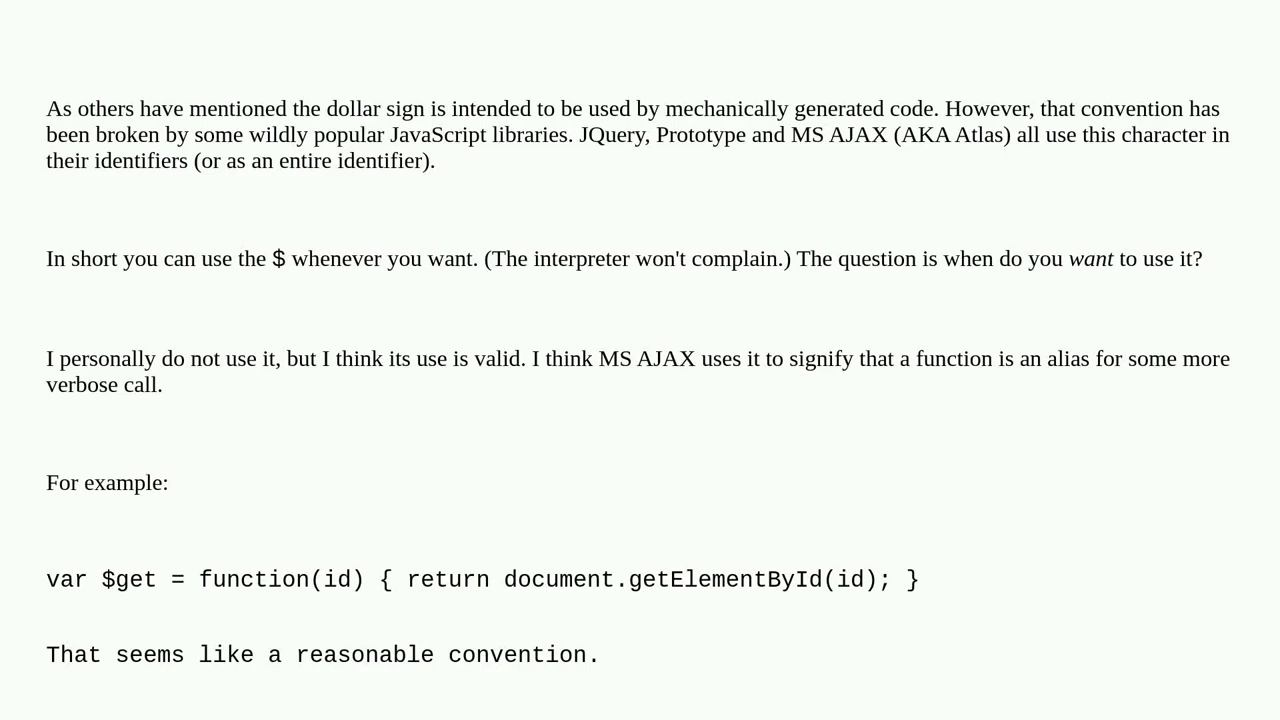 As others have mentioned the dollar sign is intended to be used by mechanically generated code. However, that convention has
been broken by some wildly popular JavaScript libraries. JQuery, Prototype and MS AJAX (AKA Atlas) all use this character in
their identifiers (or as an entire identifier).
In short you can use the $ whenever you want. (The interpreter won't complain.) The question is when do you want to use it?
I personally do not use it, but I think its use is valid. I think MS AJAX uses it to signify that a function is an alias for some more
verbose call.
For example:
var $get = function(id) { return document.getElementById(id); }
That seems like a reasonable convention.